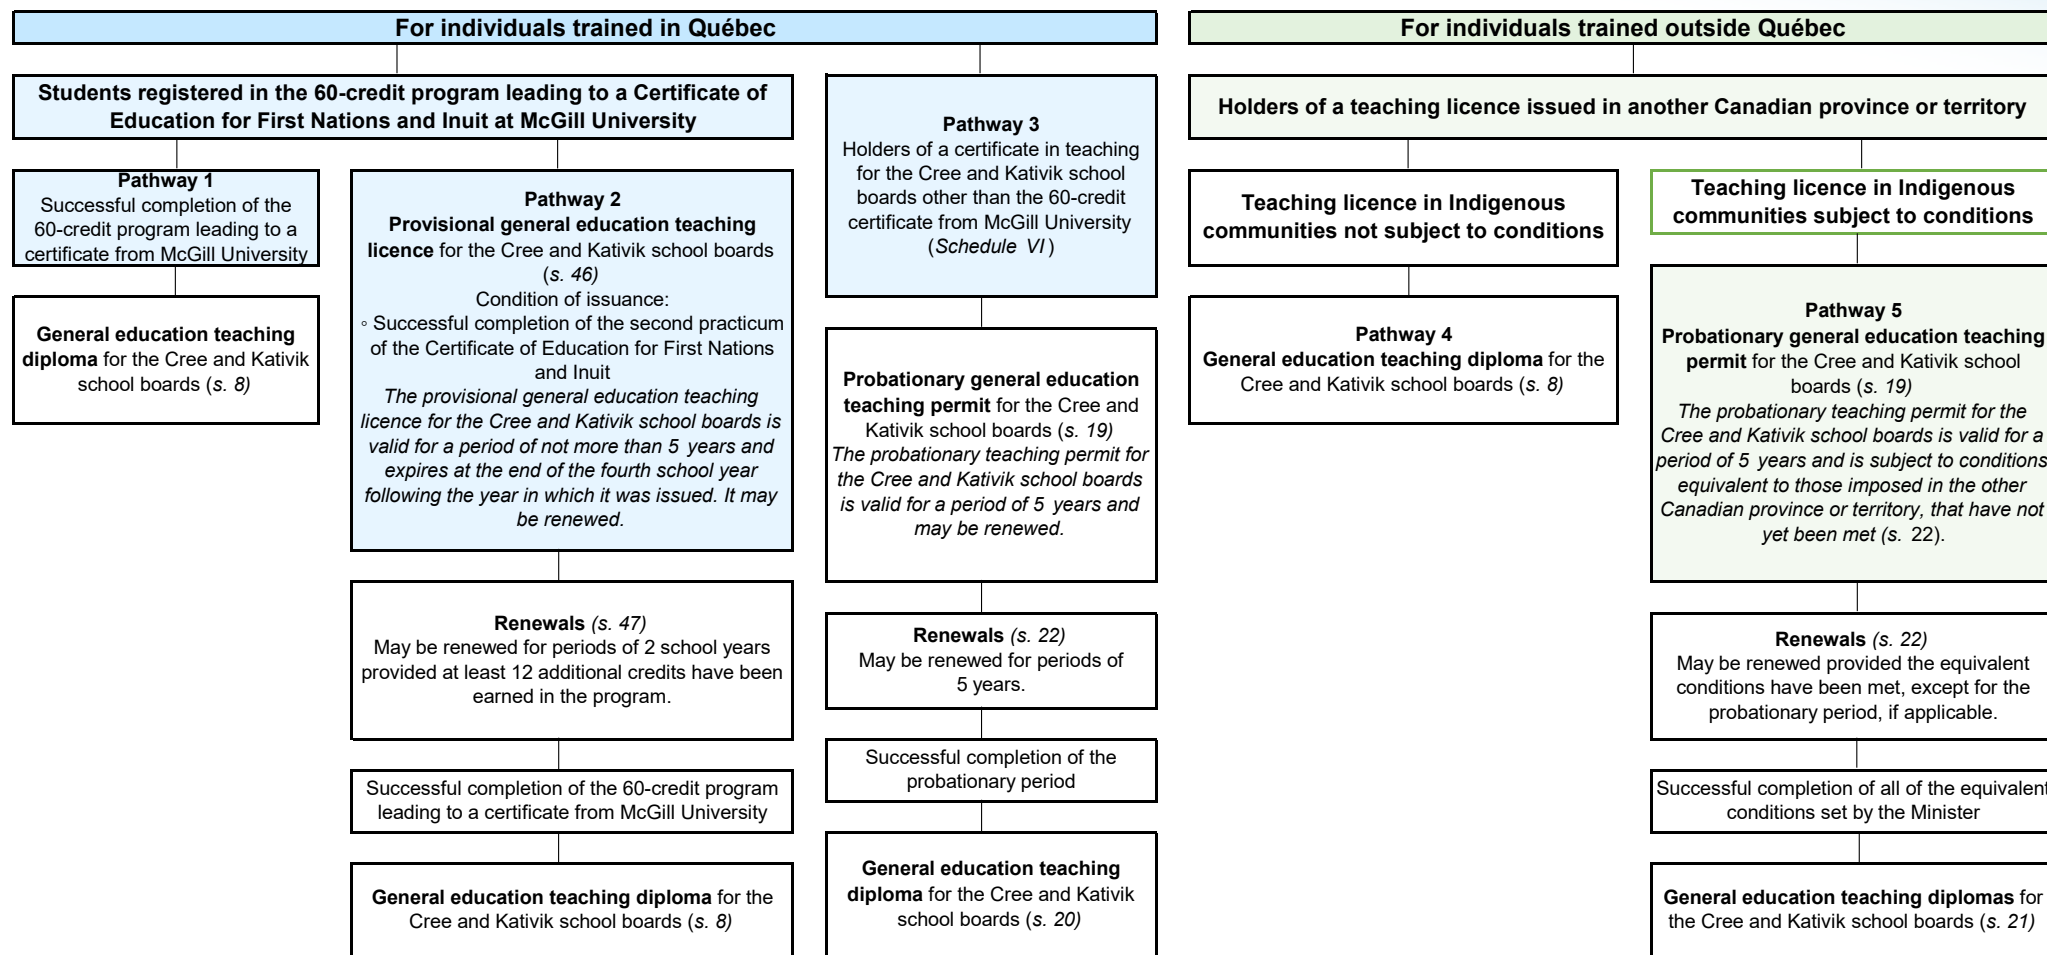 For individuals trained in Québec
Students registered in the 60-credit program leading to a Certificate of
Education for First Nations and Inuit at McGill University
Pathway 1
Successful completion of the
60-credit program leading to a
certificate from McGill University
General education teaching
diploma for the Cree and Kativik
school boards (s. 8)
Pathway 2
Provisional general education teaching
licence for the Cree and Kativik school boards
(s. 46)
Condition of issuance:
◦ Successful completion of the second practicum
of the Certificate of Education for First Nations
and Inuit
The provisional general education teaching
licence for the Cree and Kativik school boards is
valid for a period of not more than 5 years and
expires at the end of the fourth school year
following the year in which it was issued. It may
be renewed.
Renewals (s. 47)
May be renewed for periods of 2 school years
provided at least 12 additional credits have been
earned in the program.
Successful completion of the 60-credit program
leading to a certificate from McGill University
General education teaching diploma for the
Cree and Kativik school boards (s. 8)
Pathway 3
Holders of a certificate in teaching
for the Cree and Kativik school
boards other than the 60-credit
certificate from McGill University
(Schedule VI)
Probationary general education
teaching permit for the Cree and
Kativik school boards (s. 19)
The probationary teaching permit for
the Cree and Kativik school boards
is valid for a period of 5 years and
may be renewed.
Renewals (s. 22)
May be renewed for periods of
5 years.
Successful completion of the
probationary period
General education teaching
diploma for the Cree and Kativik
school boards (s. 20)
For individuals trained outside Québec
Holders of a teaching licence issued in another Canadian province or territory
Teaching licence in Indigenous
communities not subject to conditions
Pathway 4
General education teaching diploma for the
Cree and Kativik school boards (s. 8)
Teaching licence in Indigenous
communities subject to conditions
Pathway 5
Probationary general education teaching
permit for the Cree and Kativik school
boards (s. 19)
The probationary teaching permit for the
Cree and Kativik school boards is valid for a
period of 5 years and is subject to conditions
equivalent to those imposed in the other
Canadian province or territory, that have not
yet been met (s. 22).
Renewals (s. 22)
May be renewed provided the equivalent
conditions have been met, except for the
probationary period, if applicable.
Successful completion of all of the equivalent
conditions set by the Minister
General education teaching diplomas for
the Cree and Kativik school boards (s. 21)